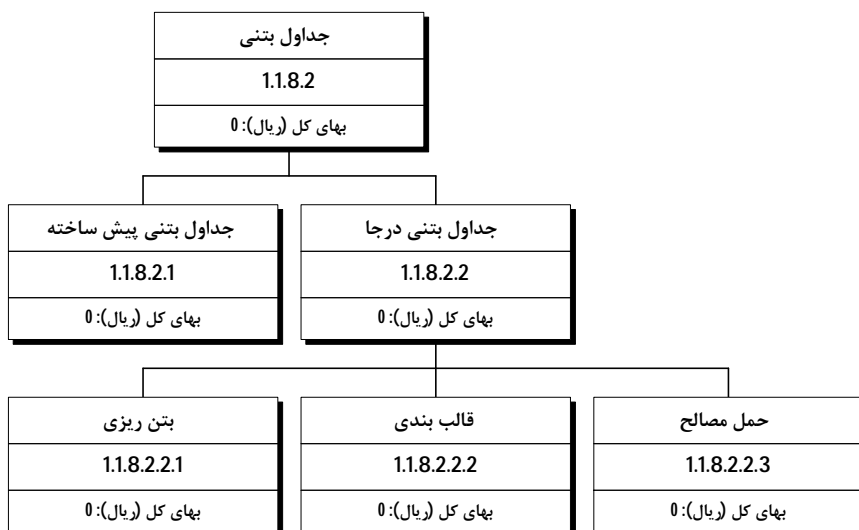 جداول بتنی
1.1.8.2
بهای کل (ریال): 0
جداول بتنی پیش ساخته
1.1.8.2.1
بهای کل (ریال): 0
جداول بتنی درجا
1.1.8.2.2
بهای کل (ریال): 0
بتن ریزی
1.1.8.2.2.1
بهای کل (ریال): 0
قالب بندی
1.1.8.2.2.2
بهای کل (ریال): 0
حمل مصالح
1.1.8.2.2.3
بهای کل (ریال): 0